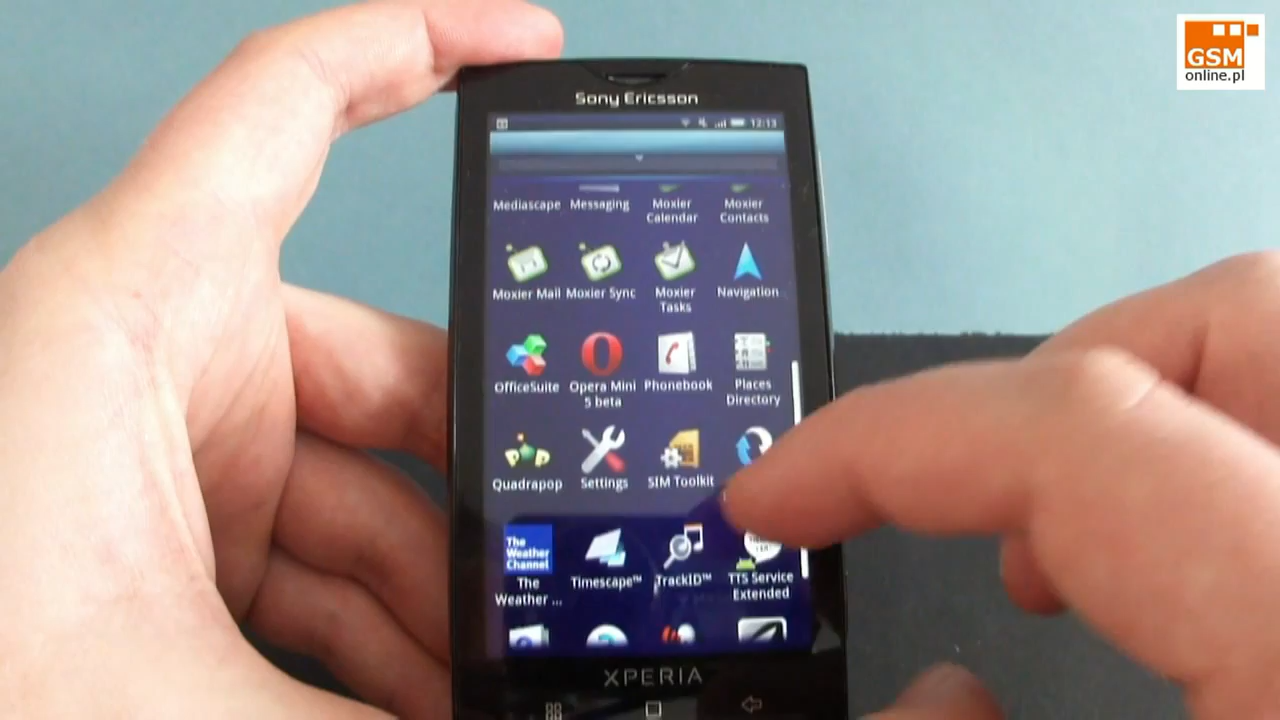 GSM
online.pl
Sony Ericsson
12:13
Mediascape Messaging Moxier Calendar Moxier Contacts
Moxier Mail Moxier Sync Moxier Tasks Navigation
OfficeSuite Opera Mini 5 beta Phonebook Places Directory
Quadrapop Settings SIM Toolkit
The Weather Channel
The Weather ... Timescape™ TrackID™ TTS Service Extended
XPERIA